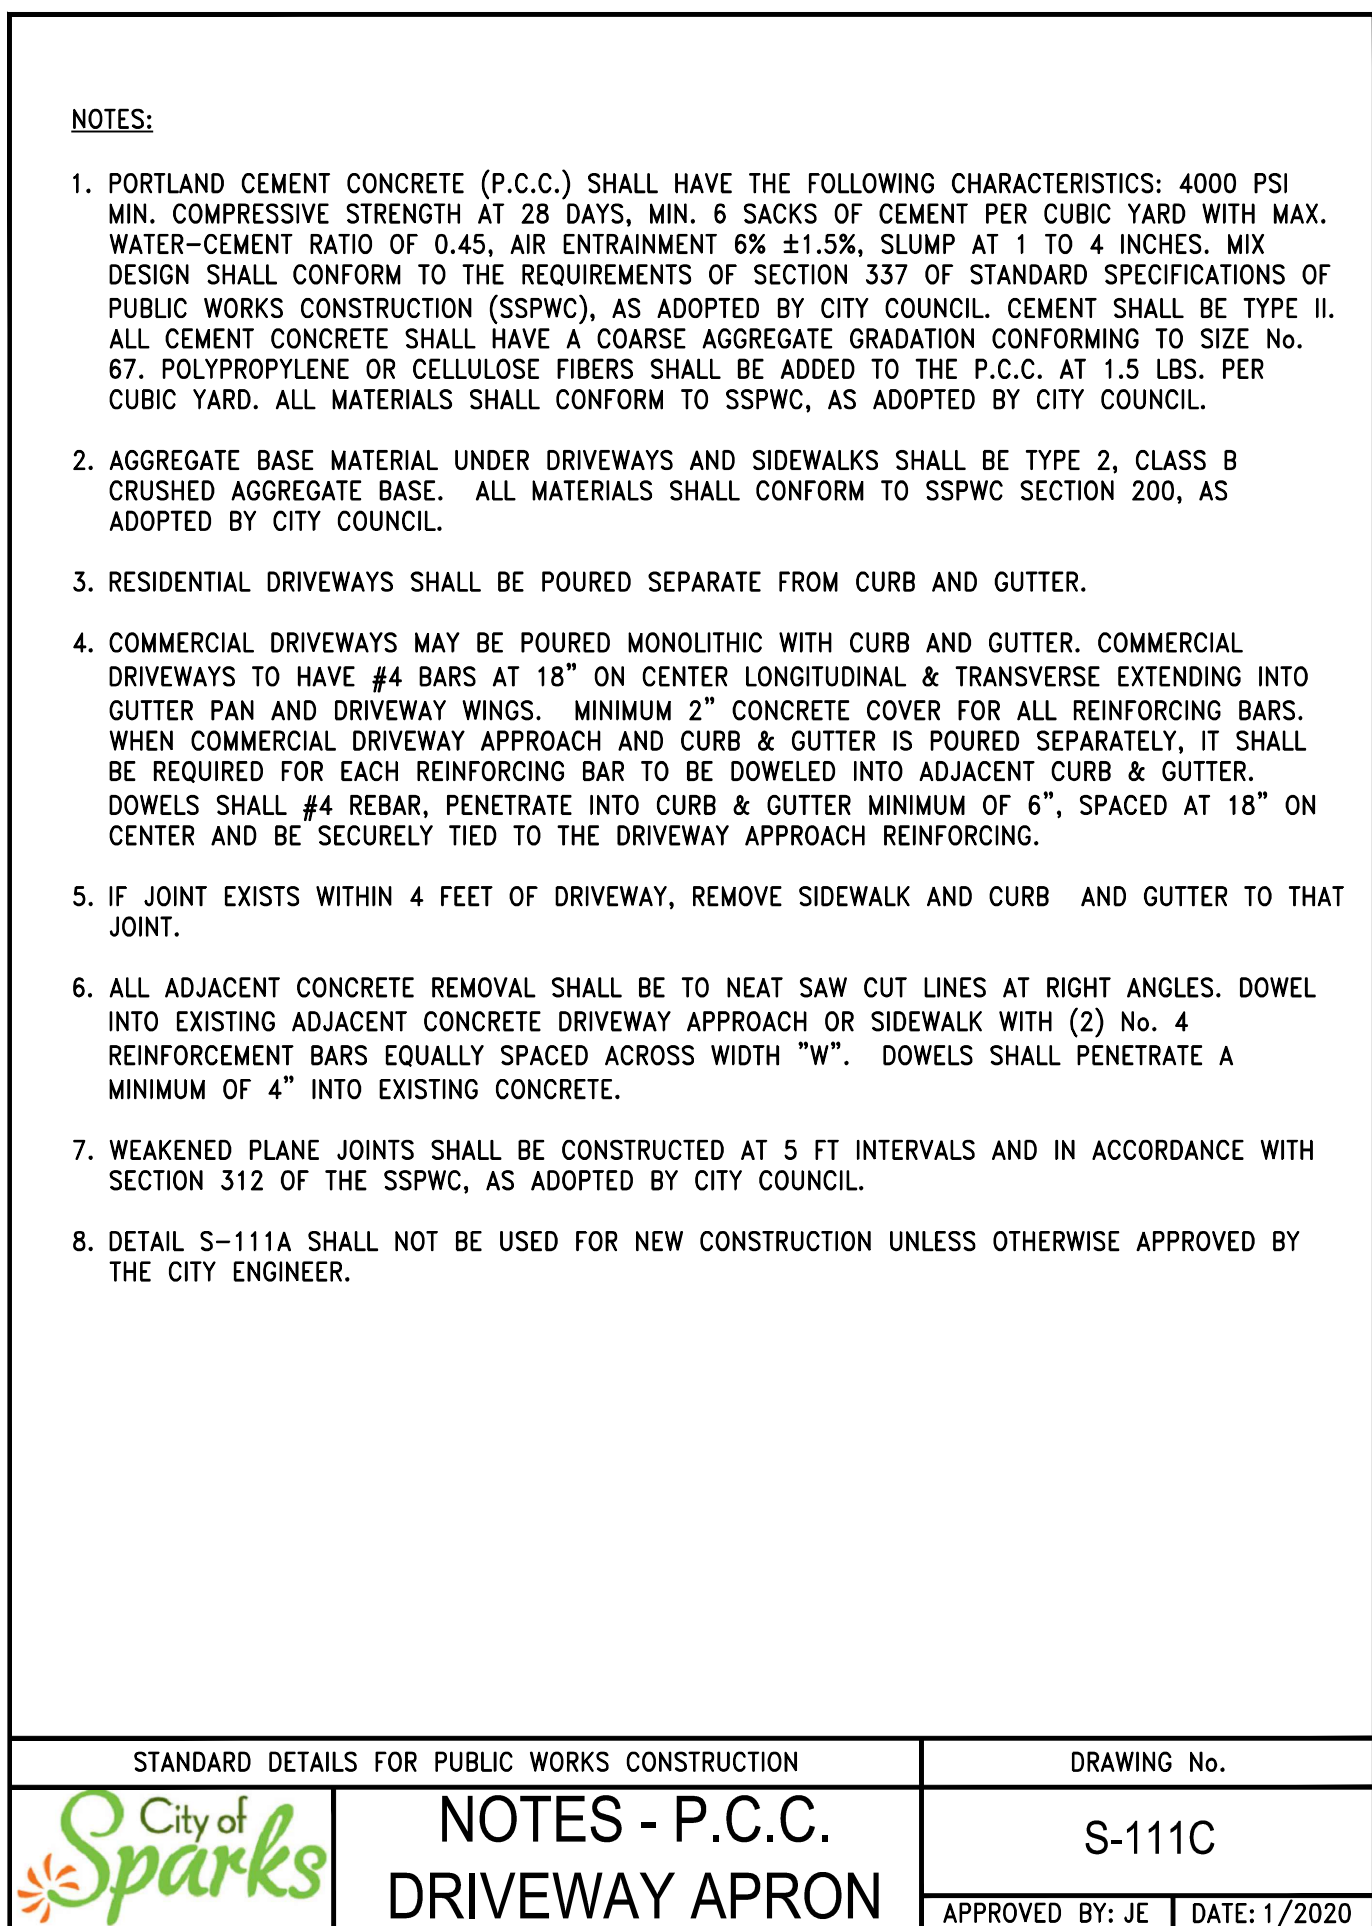 NOTES:
1. PORTLAND CEMENT CONCRETE (P.C.C.) SHALL HAVE THE FOLLOWING CHARACTERISTICS: 4000 PSI
MIN. COMPRESSIVE STRENGTH AT 28 DAYS, MIN. 6 SACKS OF CEMENT PER CUBIC YARD WITH MAX.
WATER-CEMENT RATIO OF 0.45, AIR ENTRAINMENT 6% ±1.5%, SLUMP AT 1 TO 4 INCHES. MIX
DESIGN SHALL CONFORM TO THE REQUIREMENTS OF SECTION 337 OF STANDARD SPECIFICATIONS OF
PUBLIC WORKS CONSTRUCTION (SSPWC), AS ADOPTED BY CITY COUNCIL. CEMENT SHALL BE TYPE II.
ALL CEMENT CONCRETE SHALL HAVE A COARSE AGGREGATE GRADATION CONFORMING TO SIZE No.
67. POLYPROPYLENE OR CELLULOSE FIBERS SHALL BE ADDED TO THE P.C.C. AT 1.5 LBS. PER
CUBIC YARD. ALL MATERIALS SHALL CONFORM TO SSPWC, AS ADOPTED BY CITY COUNCIL.
2. AGGREGATE BASE MATERIAL UNDER DRIVEWAYS AND SIDEWALKS SHALL BE TYPE 2, CLASS B
CRUSHED AGGREGATE BASE. ALL MATERIALS SHALL CONFORM TO SSPWC SECTION 200, AS
ADOPTED BY CITY COUNCIL.
3. RESIDENTIAL DRIVEWAYS SHALL BE POURED SEPARATE FROM CURB AND GUTTER.
4. COMMERCIAL DRIVEWAYS MAY BE POURED MONOLITHIC WITH CURB AND GUTTER. COMMERCIAL
DRIVEWAYS TO HAVE #4 BARS AT 18" ON CENTER LONGITUDINAL & TRANSVERSE EXTENDING INTO
GUTTER PAN AND DRIVEWAY WINGS. MINIMUM 2" CONCRETE COVER FOR ALL REINFORCING BARS.
WHEN COMMERCIAL DRIVEWAY APPROACH AND CURB & GUTTER IS POURED SEPARATELY, IT SHALL
BE REQUIRED FOR EACH REINFORCING BAR TO BE DOWELED INTO ADJACENT CURB & GUTTER.
DOWELS SHALL #4 REBAR, PENETRATE INTO CURB & GUTTER MINIMUM OF 6", SPACED AT 18" ON
CENTER AND BE SECURELY TIED TO THE DRIVEWAY APPROACH REINFORCING.
5. IF JOINT EXISTS WITHIN 4 FEET OF DRIVEWAY, REMOVE SIDEWALK AND CURB AND GUTTER TO THAT
JOINT.
6. ALL ADJACENT CONCRETE REMOVAL SHALL BE TO NEAT SAW CUT LINES AT RIGHT ANGLES. DOWEL
INTO EXISTING ADJACENT CONCRETE DRIVEWAY APPROACH OR SIDEWALK WITH (2) No. 4
REINFORCEMENT BARS EQUALLY SPACED ACROSS WIDTH "W". DOWELS SHALL PENETRATE A
MINIMUM OF 4" INTO EXISTING CONCRETE.
7. WEAKENED PLANE JOINTS SHALL BE CONSTRUCTED AT 5 FT INTERVALS AND IN ACCORDANCE WITH
SECTION 312 OF THE SSPWC, AS ADOPTED BY CITY COUNCIL.
8. DETAIL S-111A SHALL NOT BE USED FOR NEW CONSTRUCTION UNLESS OTHERWISE APPROVED BY
THE CITY ENGINEER.
STANDARD DETAILS FOR PUBLIC WORKS CONSTRUCTION
DRAWING No.
City of
Sparks
NOTES - P.C.C.
DRIVEWAY APRON
S-111C
APPROVED BY: JE
DATE: 1/2020